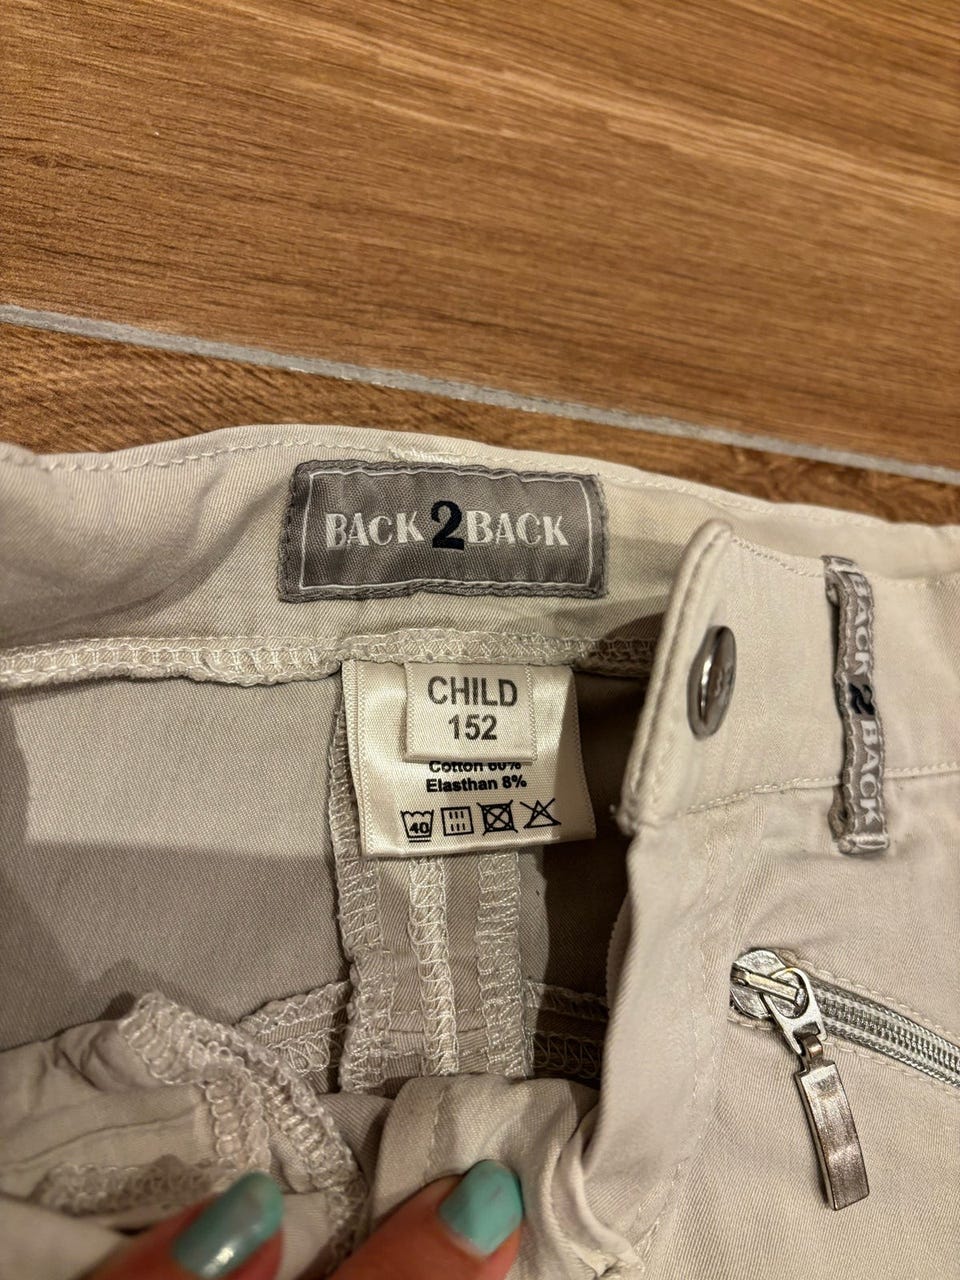 BACK 2 BACK
CHILD
152
Cotton
Elasthan 8%
40
BACK 2 BACK